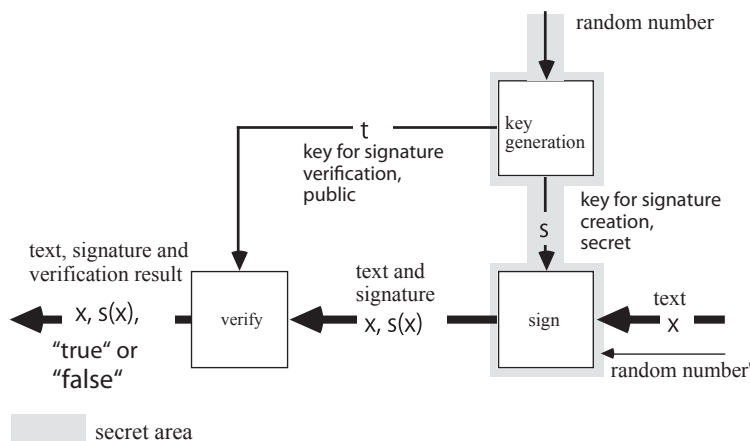 random number
key
generation
t
key for signature
verification,
public
key for signature
creation,
secret
s
text, signature and
verification result
x, s(x),
“true“ or
“false“
verify
text and
signature
x, s(x)
sign
text
x
random number'
secret area